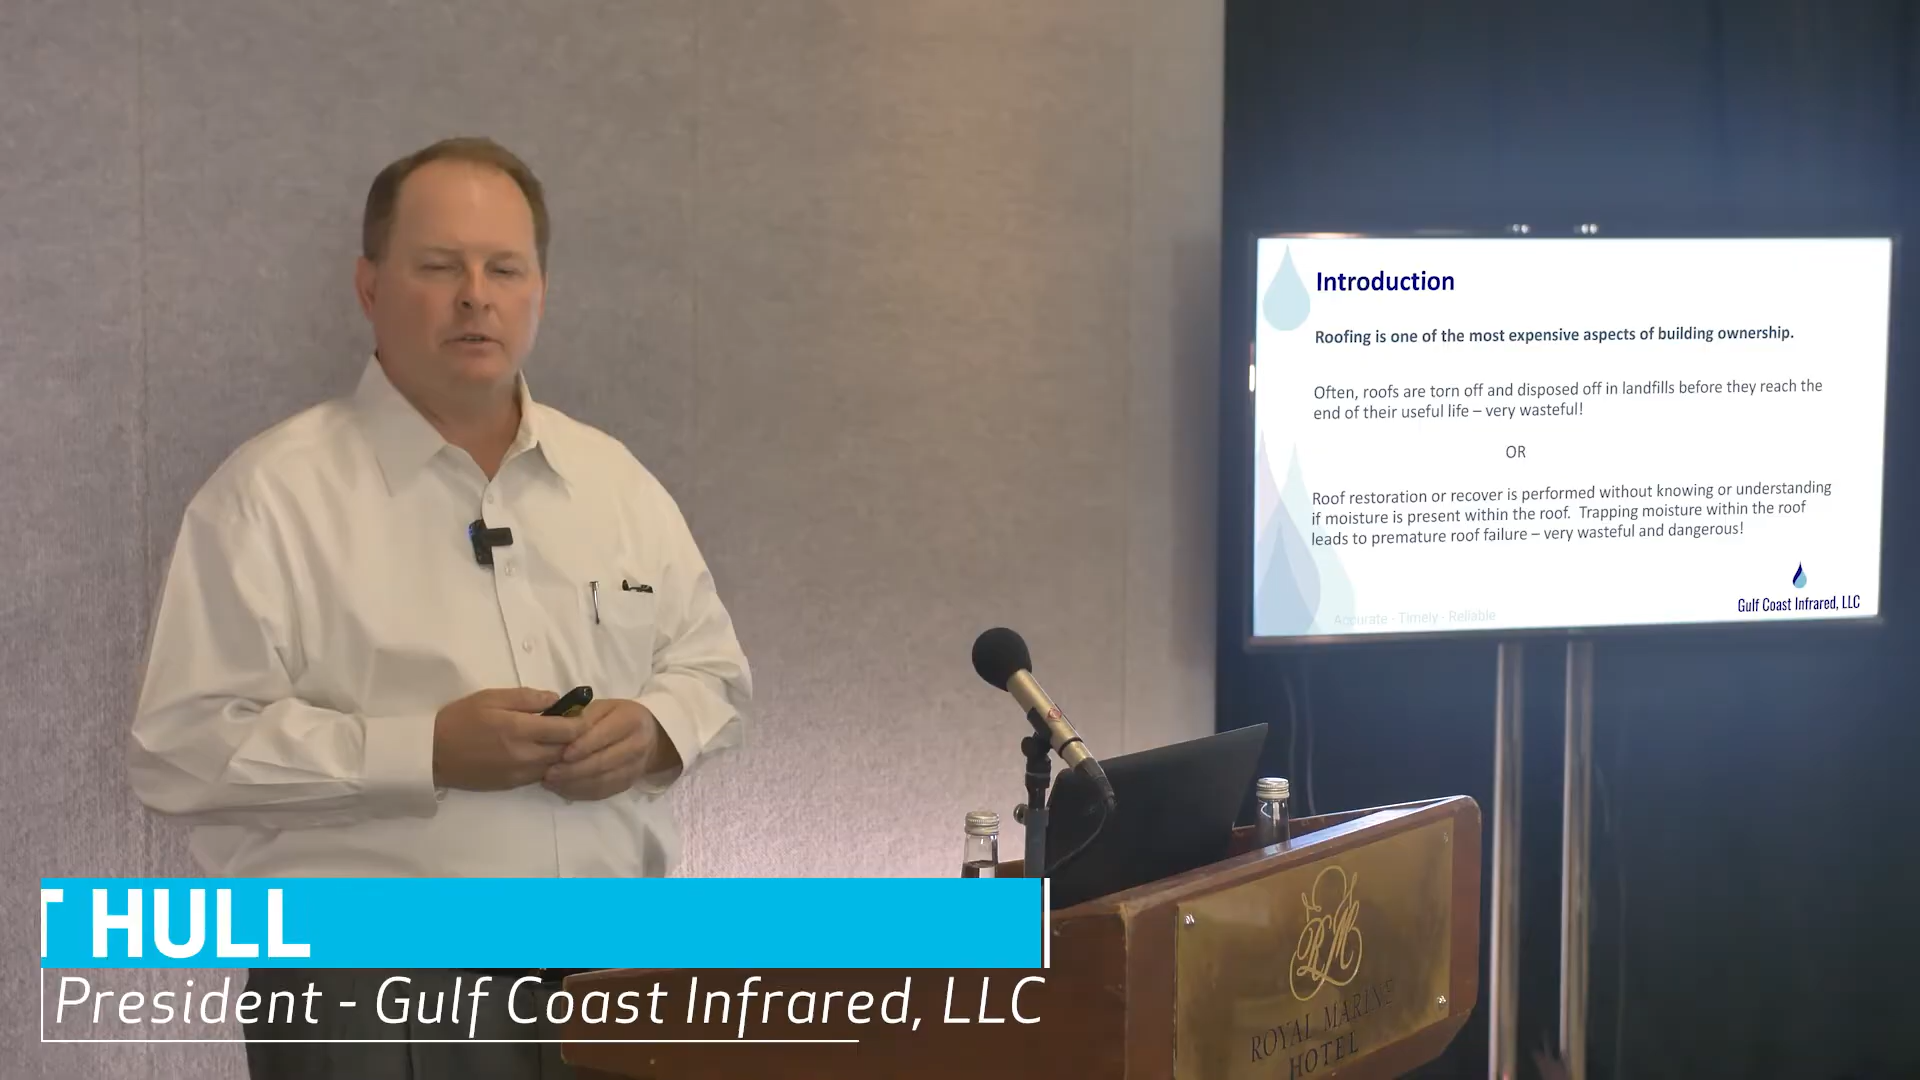 Introduction
Roofing is one of the most expensive aspects of building ownership.
Often, roofs are torn off and disposed off in landfills before they reach the
end of their useful life – very wasteful!
OR
Roof restoration or recover is performed without knowing or understanding
if moisture is present within the roof. Trapping moisture within the roof
leads to premature roof failure – very wasteful and dangerous!
Accurate - Timely - Reliable
Gulf Coast Infrared, LLC
RM
ROYAL MARINE
HOTEL
T HULL
President - Gulf Coast Infrared, LLC